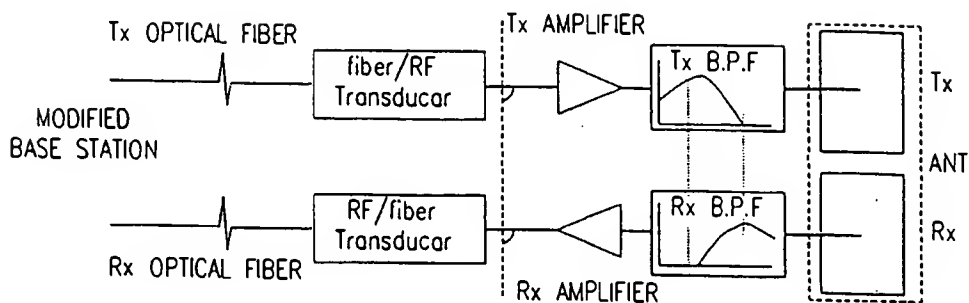 Tx OPTICAL FIBER
Tx AMPLIFIER
fiber/RF
Transducar
Tx B.P.F
Tx
MODIFIED
BASE STATION
ANT
RF/fiber
Transducar
Rx B.P.F
Rx
Rx OPTICAL FIBER
Rx AMPLIFIER